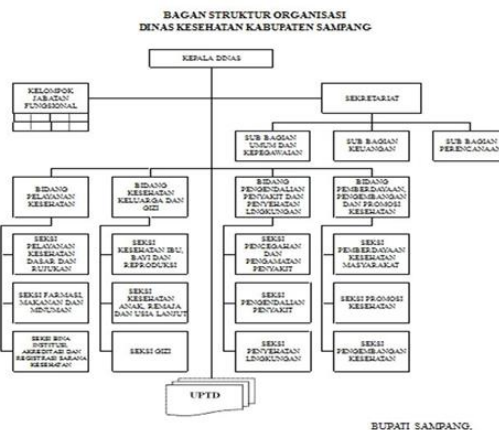 BAGAN STRUKTUR ORGANISASI
DINAS KESEHATAN KABUPATEN SAMPANG
KEPALA DINAS
KELOMPOK
JABATAN
FUNGSIONAL
SEKRETARIAT
SUB BAGIAN
UMUM DAN
KEPEGAWAIAN
SUB BAGIAN
KEUANGAN
SUB BAGIAN
PERENCANAAN
BIDANG
PELAYANAN
KESEHATAN
BIDANG
KESEHATAN
KELUARGA DAN
GIZI
BIDANG
PENGENDALIAN
PENYAKIT DAN
PENYEHATAN
LINGKUNGAN
BIDANG
PEMBERDAYAAN,
PENGEMBANGAN
DAN PROMOSI
KESEHATAN
SEKSI
PELAYANAN
KESEHATAN
DASAR DAN
RUJUKAN
SEKSI
KESEHATAN IBU,
BAYI DAN
REPRODUKSI
SEKSI
PENCEGAHAN
DAN
PENGAMATAN
PENYAKIT
SEKSI
PEMBERDAYAAN
KESEHATAN
MASYARAKAT
SEKSI FARMASI,
MAKANAN DAN
MINUMAN
SEKSI
KESEHATAN
ANAK, REMAJA
DAN USIA LANJUT
SEKSI
PENGENDALIAN
PENYAKIT
SEKSI PROMOSI
KESEHATAN
SEKSI BINA
INSTITUSI,
AKREDITASI DAN
REGISTRASI SARANA
KESEHATAN
SEKSI GIZI
SEKSI
PENYEHATAN
LINGKUNGAN
SEKSI
PENGEMBANGAN
KESEHATAN
UPTD
BUPATI SAMPANG,